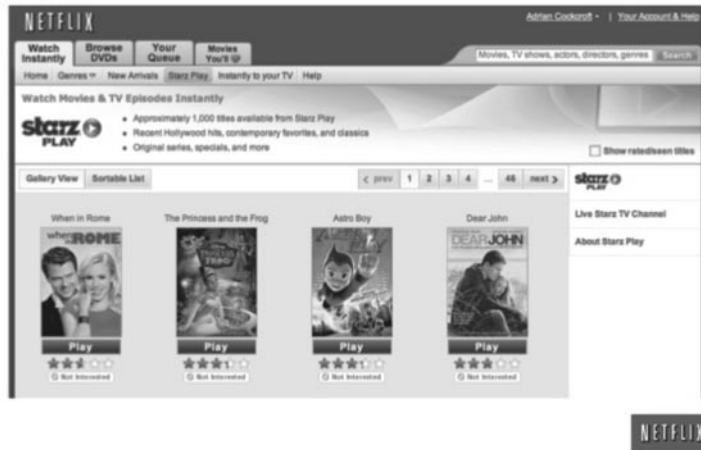 NETFLIX
Adrian Cockcroft | Your Account & Help
Watch Instantly
Browse DVDs
Your Queue
Movies You'll
Movies, TV shows, actors, directors, genres Search
Home Genres New Arrivals Starz Play Instantly to your TV Help
Watch Movies & TV Episodes Instantly
starz PLAY
• Approximately 1,000 titles available from Starz Play
• Recent Hollywood hits, contemporary favorites, and classics
• Original series, specials, and more
Show rated/seen titles
Gallery View Sortable List
< prev 1 2 3 4 ... 46 next >
starz PLAY
Live Starz TV Channel
About Starz Play
When in Rome
The Princess and the Frog
Astro Boy
Dear John
when in ROME
PRINCESS FROG
ASTRO BOY
DEAR JOHN
Play Play Play Play
Not Interested Not Interested Not Interested Not Interested
NETFLIX